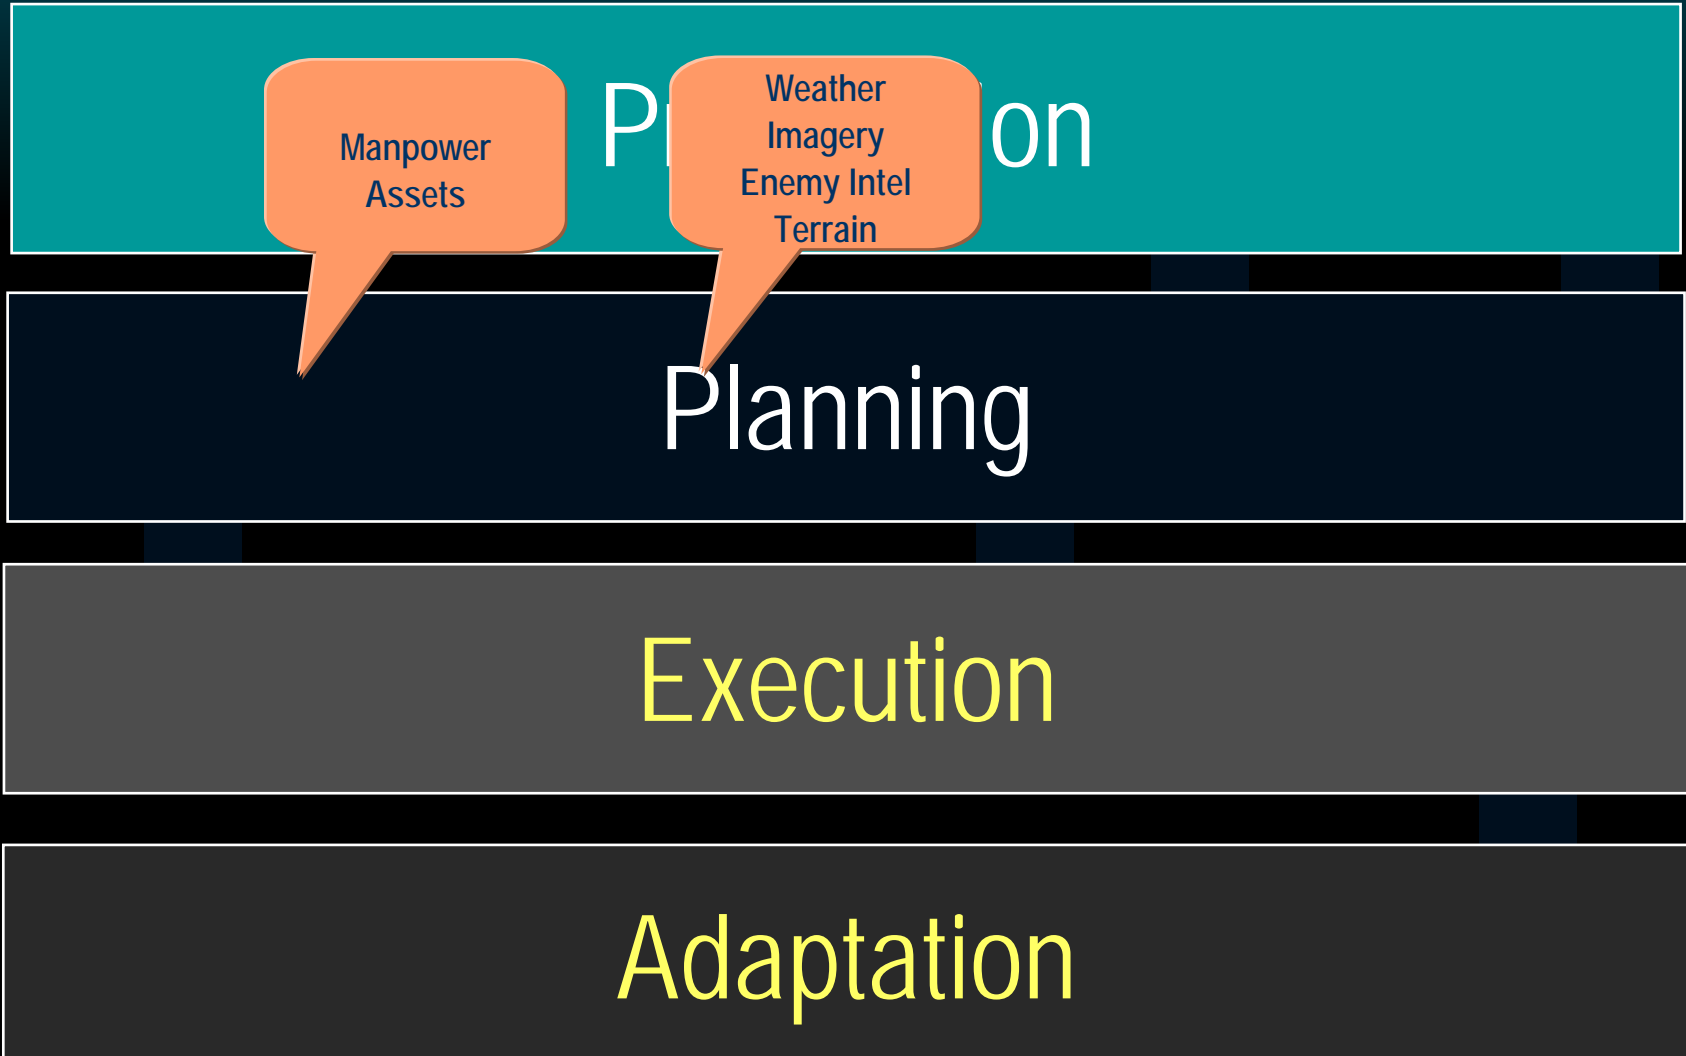 Manpower
Assets
Weather
Imagery
Enemy Intel
Terrain
Planning
Execution
Adaptation